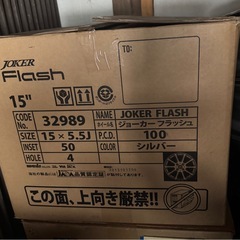 JOKER
Flash
15"
TO:
CODE No. 32989 NAME ホイール名 JOKER FLASH ジョーカー フラッシュ
SIZE 15×5.5J P.C.D. 100
INSET 50 COLOR シルバー
HOLE 4
この面、上向き厳禁!!